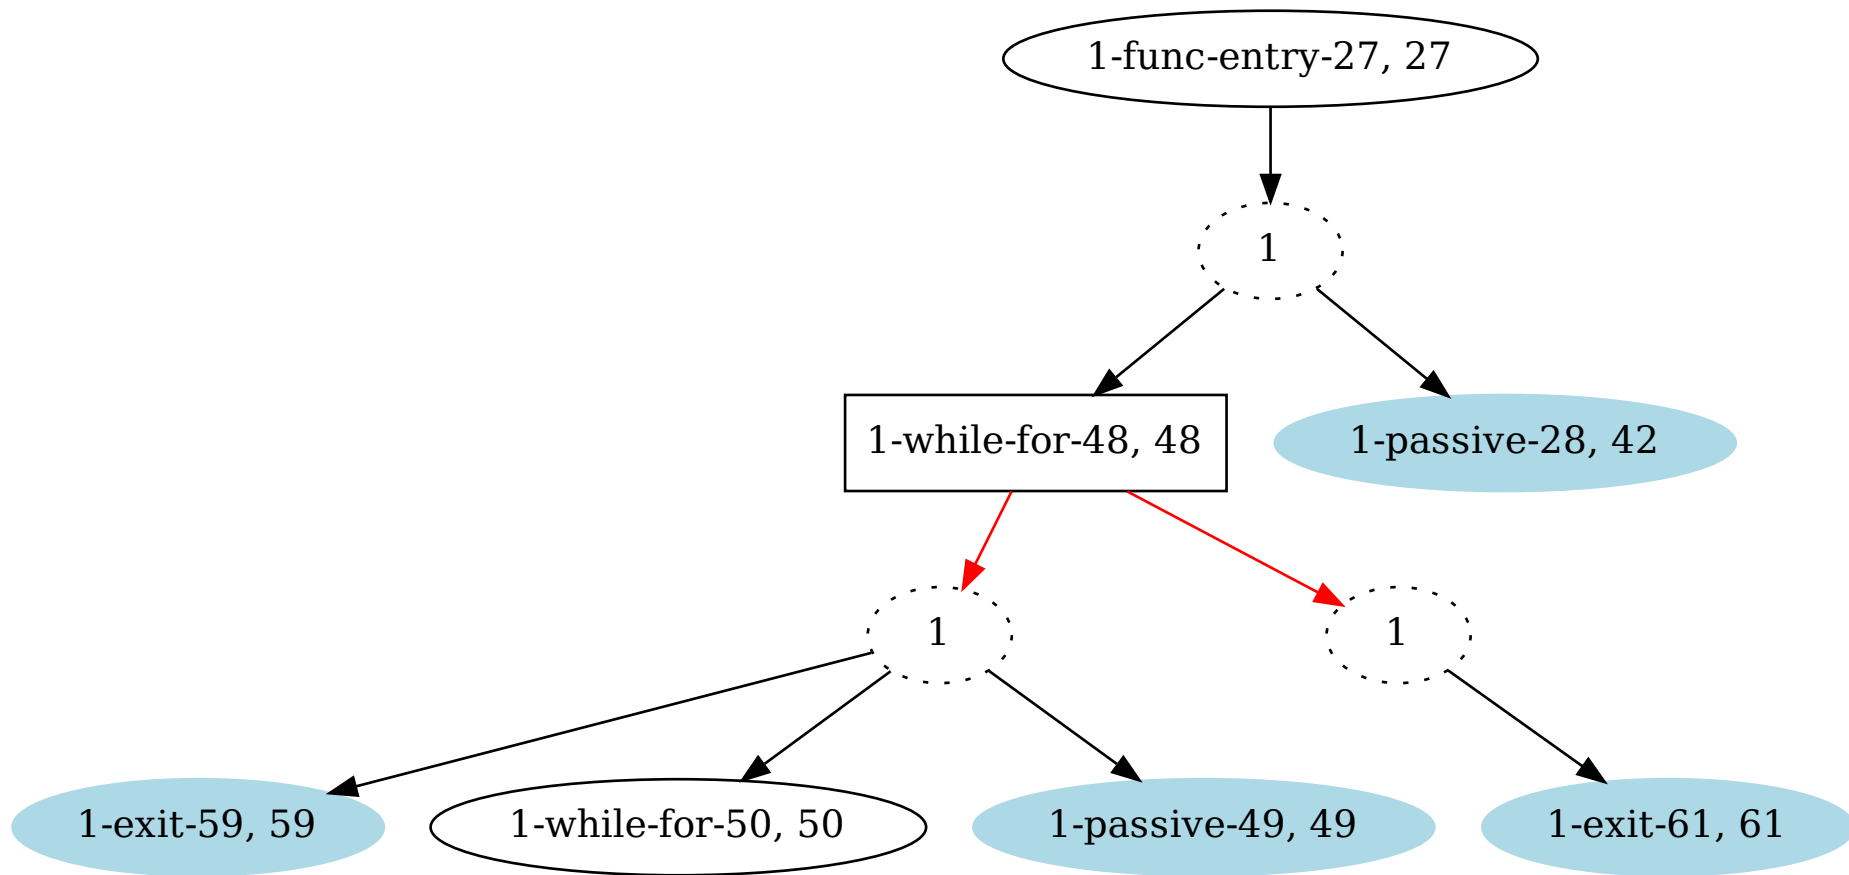 1-func-entry-27, 27
1
1-while-for-48, 48
1-passive-28, 42
1
1
1-exit-59, 59
1-while-for-50, 50
1-passive-49, 49
1-exit-61, 61